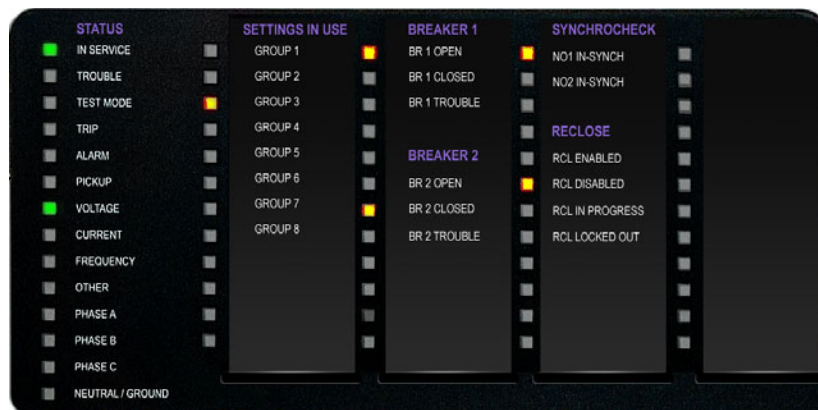 STATUS
IN SERVICE
TROUBLE
TEST MODE
TRIP
ALARM
PICKUP
VOLTAGE
CURRENT
FREQUENCY
OTHER
PHASE A
PHASE B
PHASE C
NEUTRAL / GROUND
SETTINGS IN USE
GROUP 1
GROUP 2
GROUP 3
GROUP 4
GROUP 5
GROUP 6
GROUP 7
GROUP 8
BREAKER 1
BR 1 OPEN
BR 1 CLOSED
BR 1 TROUBLE
BREAKER 2
BR 2 OPEN
BR 2 CLOSED
BR 2 TROUBLE
SYNCHROCHECK
NO1 IN-SYNCH
NO2 IN-SYNCH
RECLOSE
RCL ENABLED
RCL DISABLED
RCL IN PROGRESS
RCL LOCKED OUT